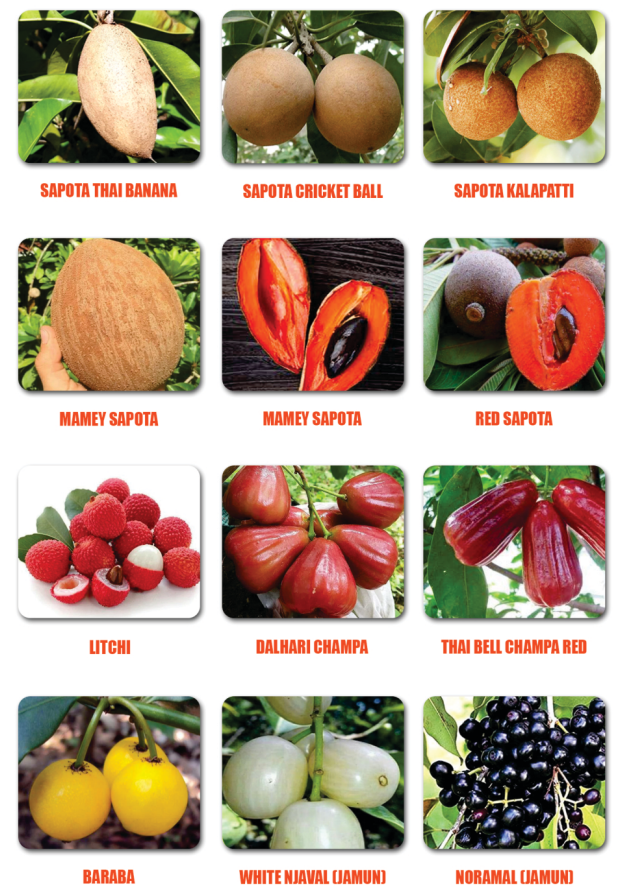 SAPOTA THAI BANANA
SAPOTA CRICKET BALL
SAPOTA KALAPATTI
MAMEY SAPOTA
MAMEY SAPOTA
RED SAPOTA
LITCHI
DALHARI CHAMPA
THAI BELL CHAMPA RED
BARABA
WHITE NJAVAL (JAMUN)
NORAMAL (JAMUN)